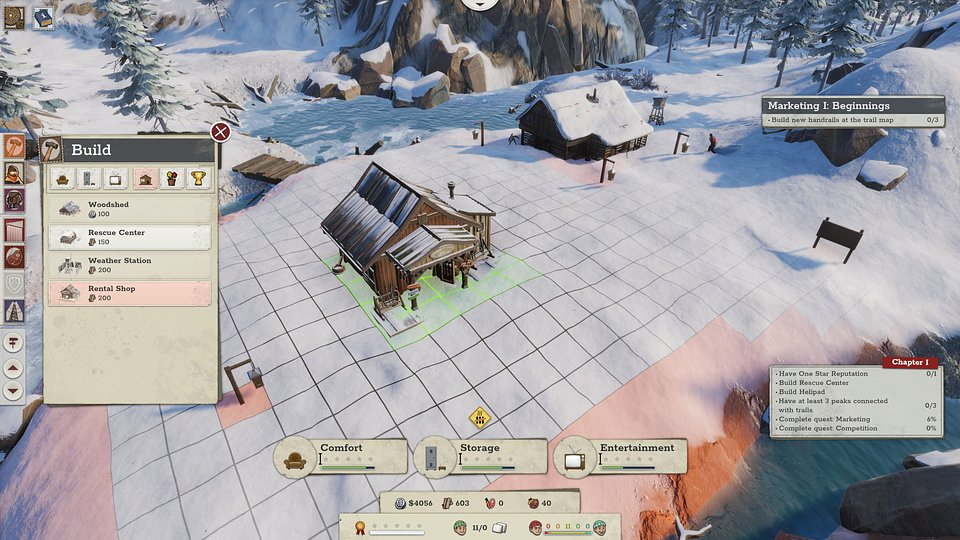 Build
Woodshed
100
Rescue Center
150
Weather Station
200
Rental Shop
200
Marketing I: Beginnings
• Build new handrails at the trail map 0/3
Chapter I
• Have One Star Reputation 0/1
• Build Rescue Center
• Build Helipad
• Have at least 3 peaks connected
with trails 0/3
• Complete quest: Marketing 6%
• Complete quest: Competition 0%
Comfort
Storage
Entertainment
$4056 603 0 40
11/0 0 0 11 0 0